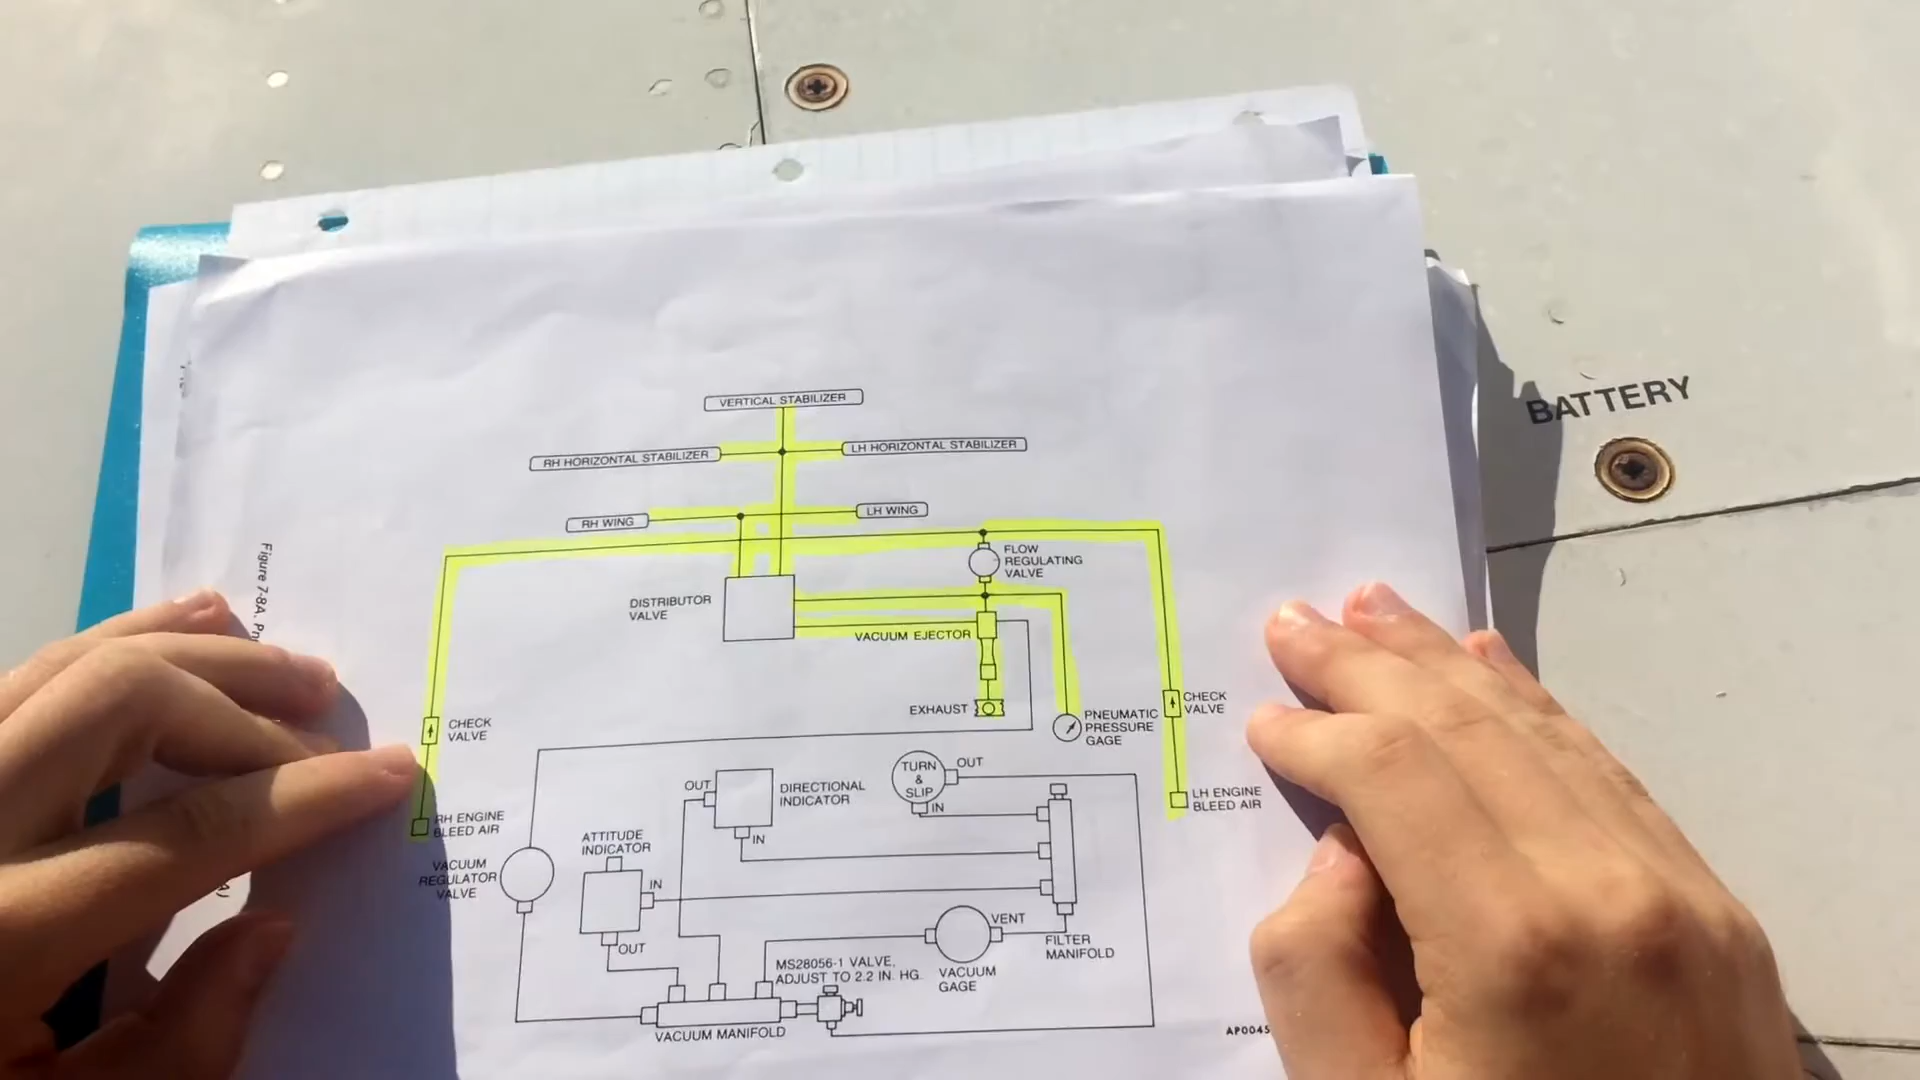 BATTERY
VERTICAL STABILIZER
RH HORIZONTAL STABILIZER
LH HORIZONTAL STABILIZER
RH WING
LH WING
FLOW
REGULATING
VALVE
DISTRIBUTOR
VALVE
VACUUM EJECTOR
EXHAUST
PNEUMATIC
PRESSURE
GAGE
CHECK
VALVE
CHECK
VALVE
RH ENGINE
BLEED AIR
LH ENGINE
BLEED AIR
OUT
DIRECTIONAL
INDICATOR
IN
TURN
&
SLIP
OUT
IN
ATTITUDE
INDICATOR
IN
OUT
VACUUM
REGULATOR
VALVE
VENT
FILTER
MANIFOLD
VACUUM
GAGE
MS28056-1 VALVE,
ADJUST TO 2.2 IN. HG.
VACUUM MANIFOLD
AP0045
Figure 7-8A.